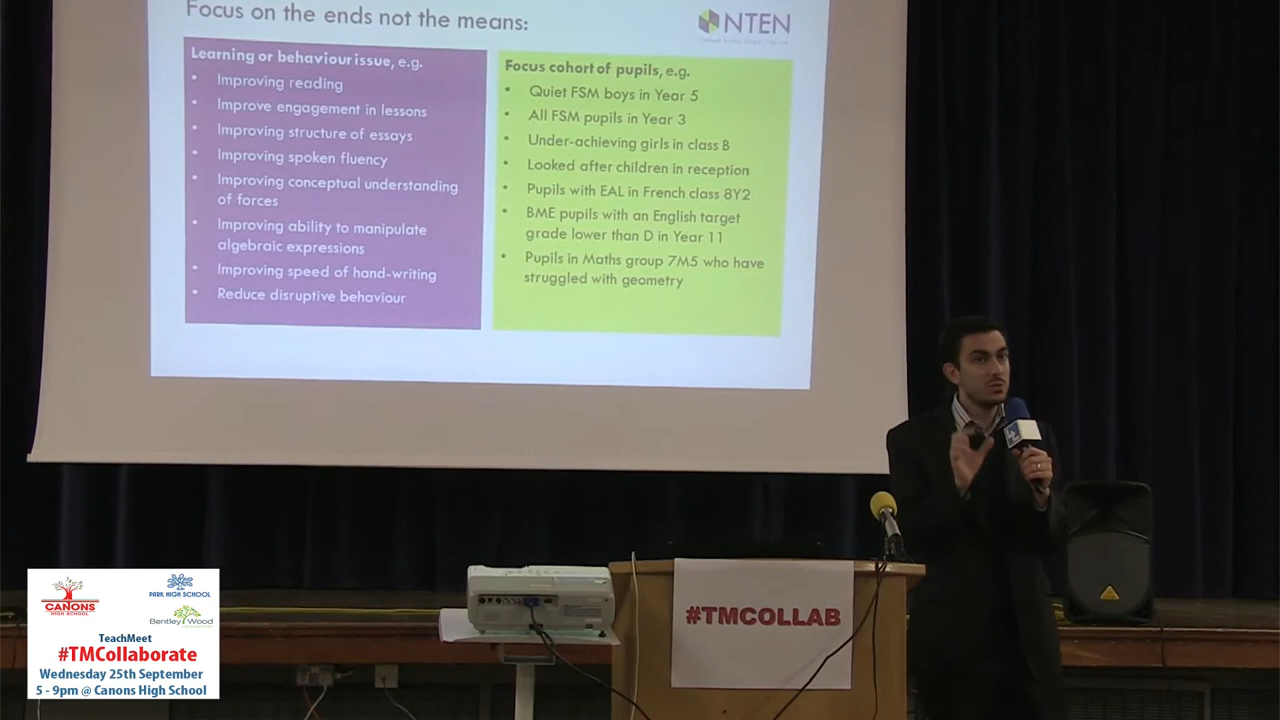 Focus on the ends not the means:
NTEN
Learning or behaviour issue, e.g.
• Improving reading
• Improve engagement in lessons
• Improving structure of essays
• Improving spoken fluency
• Improving conceptual understanding
of forces
• Improving ability to manipulate
algebraic expressions
• Improving speed of hand-writing
• Reduce disruptive behaviour
Focus cohort of pupils, e.g.
• Quiet FSM boys in Year 5
• All FSM pupils in Year 3
• Under-achieving girls in class B
• Looked after children in reception
• Pupils with EAL in French class 8Y2
• BME pupils with an English target
grade lower than D in Year 11
• Pupils in Maths group 7M5 who have
struggled with geometry
#TMCOLLAB
CANONS
HIGH SCHOOL
PARK HIGH SCHOOL
Bentley Wood
TeachMeet
#TMCollaborate
Wednesday 25th September
5 - 9pm @ Canons High School